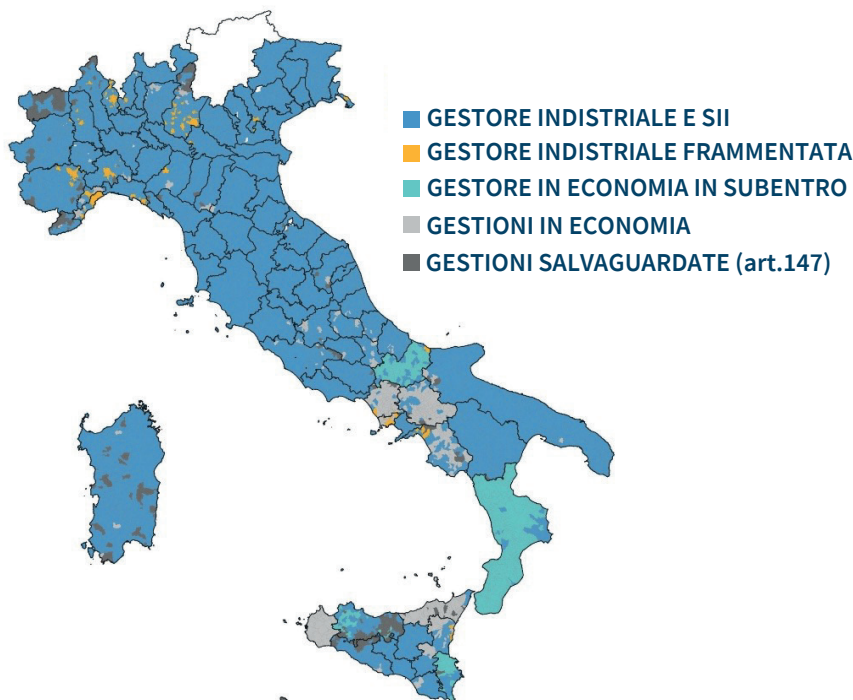 GESTORE INDISTRIALE E SII
GESTORE INDISTRIALE FRAMMENTATA
GESTORE IN ECONOMIA IN SUBENTRO
GESTIONI IN ECONOMIA
GESTIONI SALVAGUARDATE (art.147)